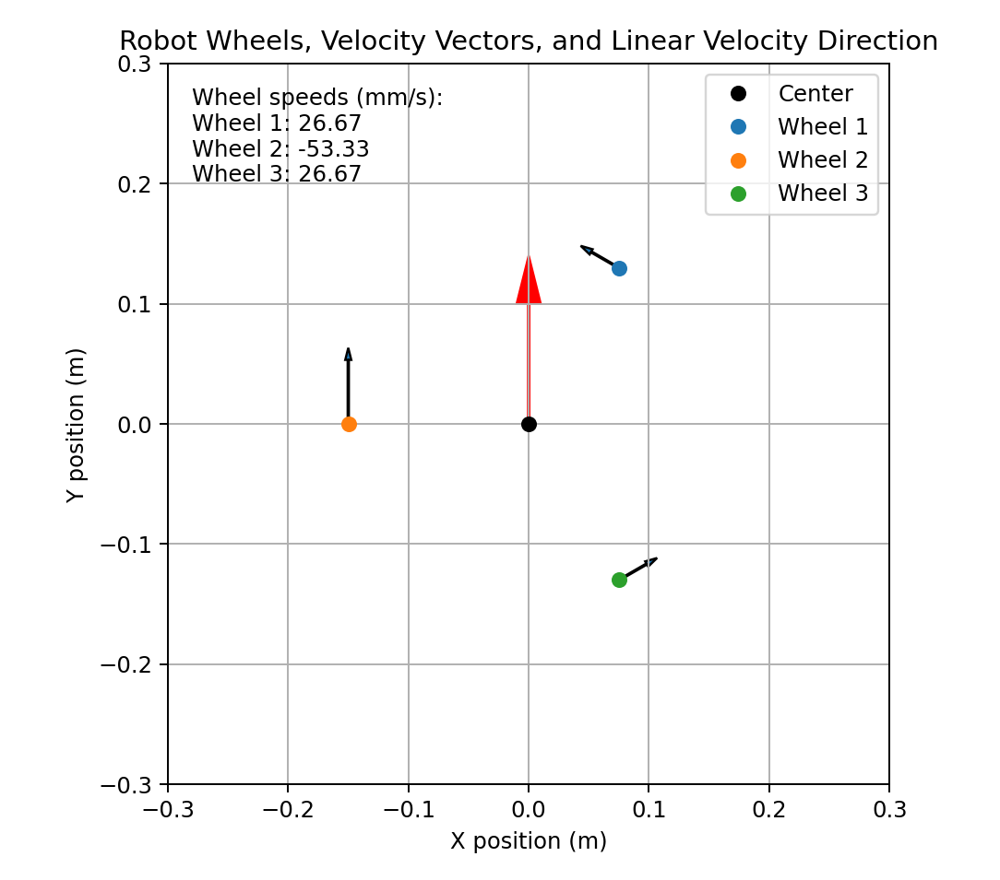 Robot Wheels, Velocity Vectors, and Linear Velocity Direction
Wheel speeds (mm/s):
Wheel 1: 26.67
Wheel 2: -53.33
Wheel 3: 26.67
Center
Wheel 1
Wheel 2
Wheel 3
0.3
0.2
0.1
0.0
−0.1
−0.2
−0.3
Y position (m)
−0.3 −0.2 −0.1 0.0 0.1 0.2 0.3
X position (m)